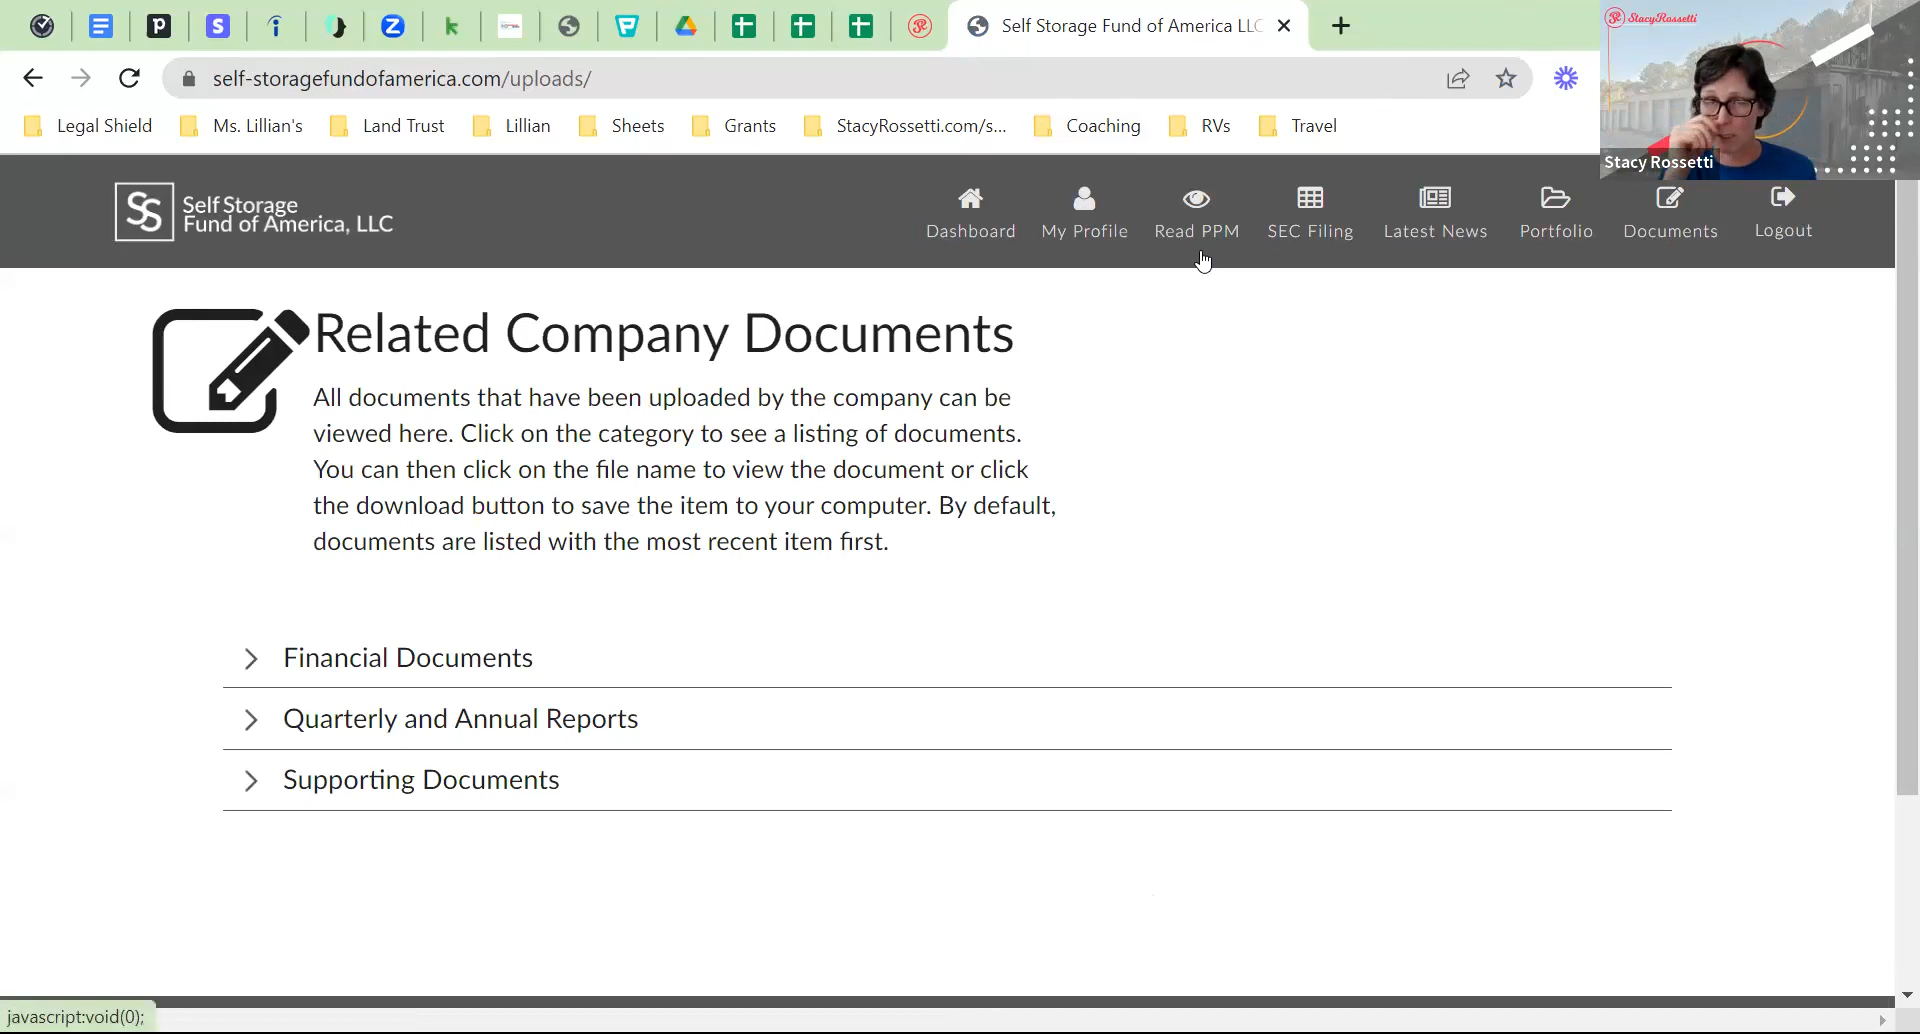 Self Storage Fund of America LLC
self-storagefundofamerica.com/uploads/
Legal Shield
Ms. Lillian's
Land Trust
Lillian
Sheets
Grants
StacyRossetti.com/s...
Coaching
RVs
Travel
StacyRossetti
Stacy Rossetti
SS
Self Storage
Fund of America, LLC
Dashboard
My Profile
Read PPM
SEC Filing
Latest News
Portfolio
Documents
Logout
Related Company Documents
All documents that have been uploaded by the company can be
viewed here. Click on the category to see a listing of documents.
You can then click on the file name to view the document or click
the download button to save the item to your computer. By default,
documents are listed with the most recent item first.
Financial Documents
Quarterly and Annual Reports
Supporting Documents
javascript:void(0);